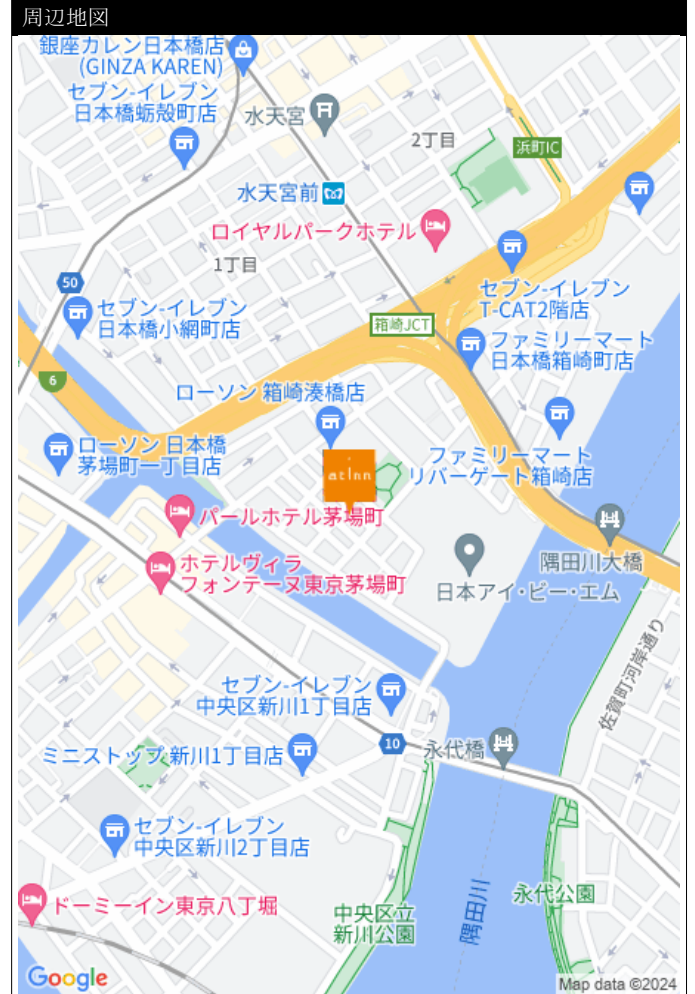 周辺地図
銀座カレン日本橋店
(GINZA KAREN)
セブン-イレブン
日本橋蛎殻町店
水天宮
2丁目
浜町IC
水天宮前
ロイヤルパークホテル
1丁目
50
セブン-イレブン
T-CAT2階店
セブン-イレブン
日本橋小網町店
箱崎JCT
ファミリーマート
日本橋箱崎町店
6
ローソン 箱崎湊橋店
ローソン 日本橋
茅場町一丁目店
atinn
ファミリーマート
リバーゲート箱崎店
パールホテル茅場町
隅田川大橋
ホテルヴィラ
フォンテーヌ東京茅場町
日本アイ・ビー・エム
佐賀町河岸通り
セブン-イレブン
中央区新川1丁目店
10
永代橋
ミニストップ 新川1丁目店
セブン-イレブン
中央区新川2丁目店
永代公園
ドーミーイン東京八丁堀
中央区立
新川公園
隅田川
Google
Map data ©2024